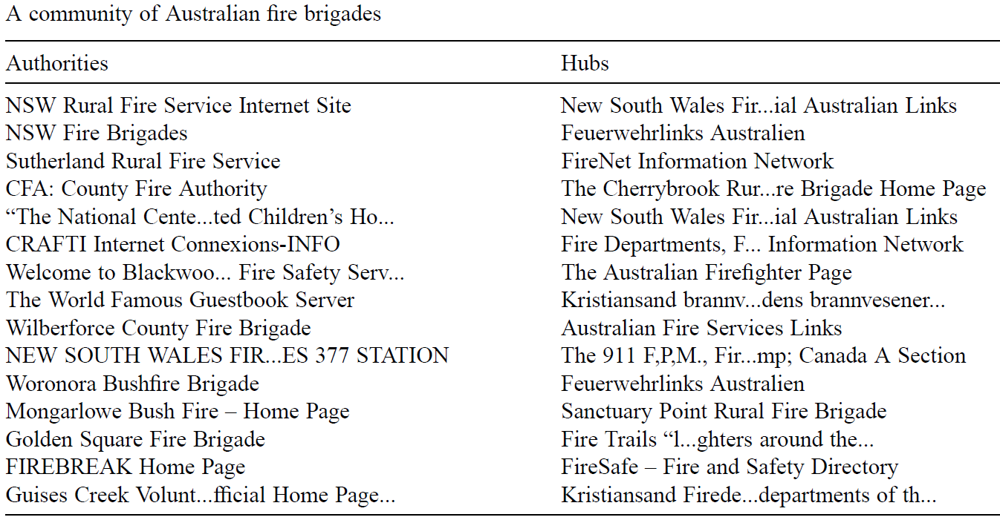 A community of Australian fire brigades
Authorities Hubs
NSW Rural Fire Service Internet Site New South Wales Fir...ial Australian Links
NSW Fire Brigades Feuerwehrlinks Australien
Sutherland Rural Fire Service FireNet Information Network
CFA: County Fire Authority The Cherrybrook Rur...re Brigade Home Page
“The National Cente...ted Children’s Ho... New South Wales Fir...ial Australian Links
CRAFTI Internet Connexions-INFO Fire Departments, F... Information Network
Welcome to Blackwoo... Fire Safety Serv... The Australian Firefighter Page
The World Famous Guestbook Server Kristiansand brannv...dens brannvesener...
Wilberforce County Fire Brigade Australian Fire Services Links
NEW SOUTH WALES FIR...ES 377 STATION The 911 F,P,M., Fir...mp; Canada A Section
Woronora Bushfire Brigade Feuerwehrlinks Australien
Mongarlowe Bush Fire – Home Page Sanctuary Point Rural Fire Brigade
Golden Square Fire Brigade Fire Trails “l...ghters around the...
FIREBREAK Home Page FireSafe – Fire and Safety Directory
Guises Creek Volunt...fficial Home Page... Kristiansand Firede...departments of th...